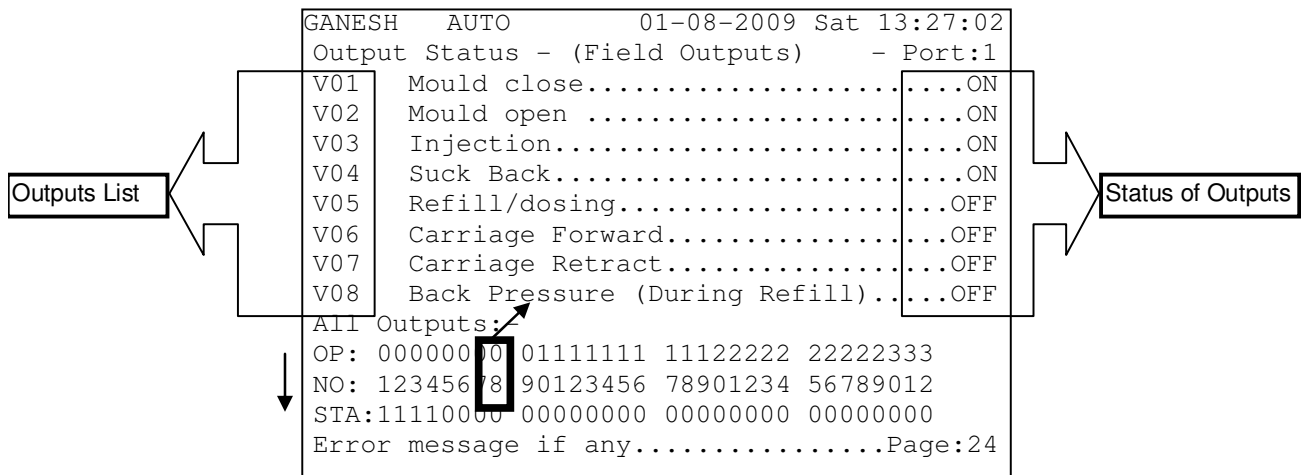 GANESH AUTO 01-08-2009 Sat 13:27:02
Output Status - (Field Outputs) - Port:1
V01 Mould close........................ON
V02 Mould open ........................ON
V03 Injection..........................ON
V04 Suck Back..........................ON
V05 Refill/dosing.....................OFF
V06 Carriage Forward..................OFF
V07 Carriage Retract..................OFF
V08 Back Pressure (During Refill).....OFF
Outputs List
Status of Outputs
All Outputs:-
OP: 00000000 01111111 11122222 22222333
NO: 12345678 90123456 78901234 56789012
STA:11110000 00000000 00000000 00000000
Error message if any................Page:24